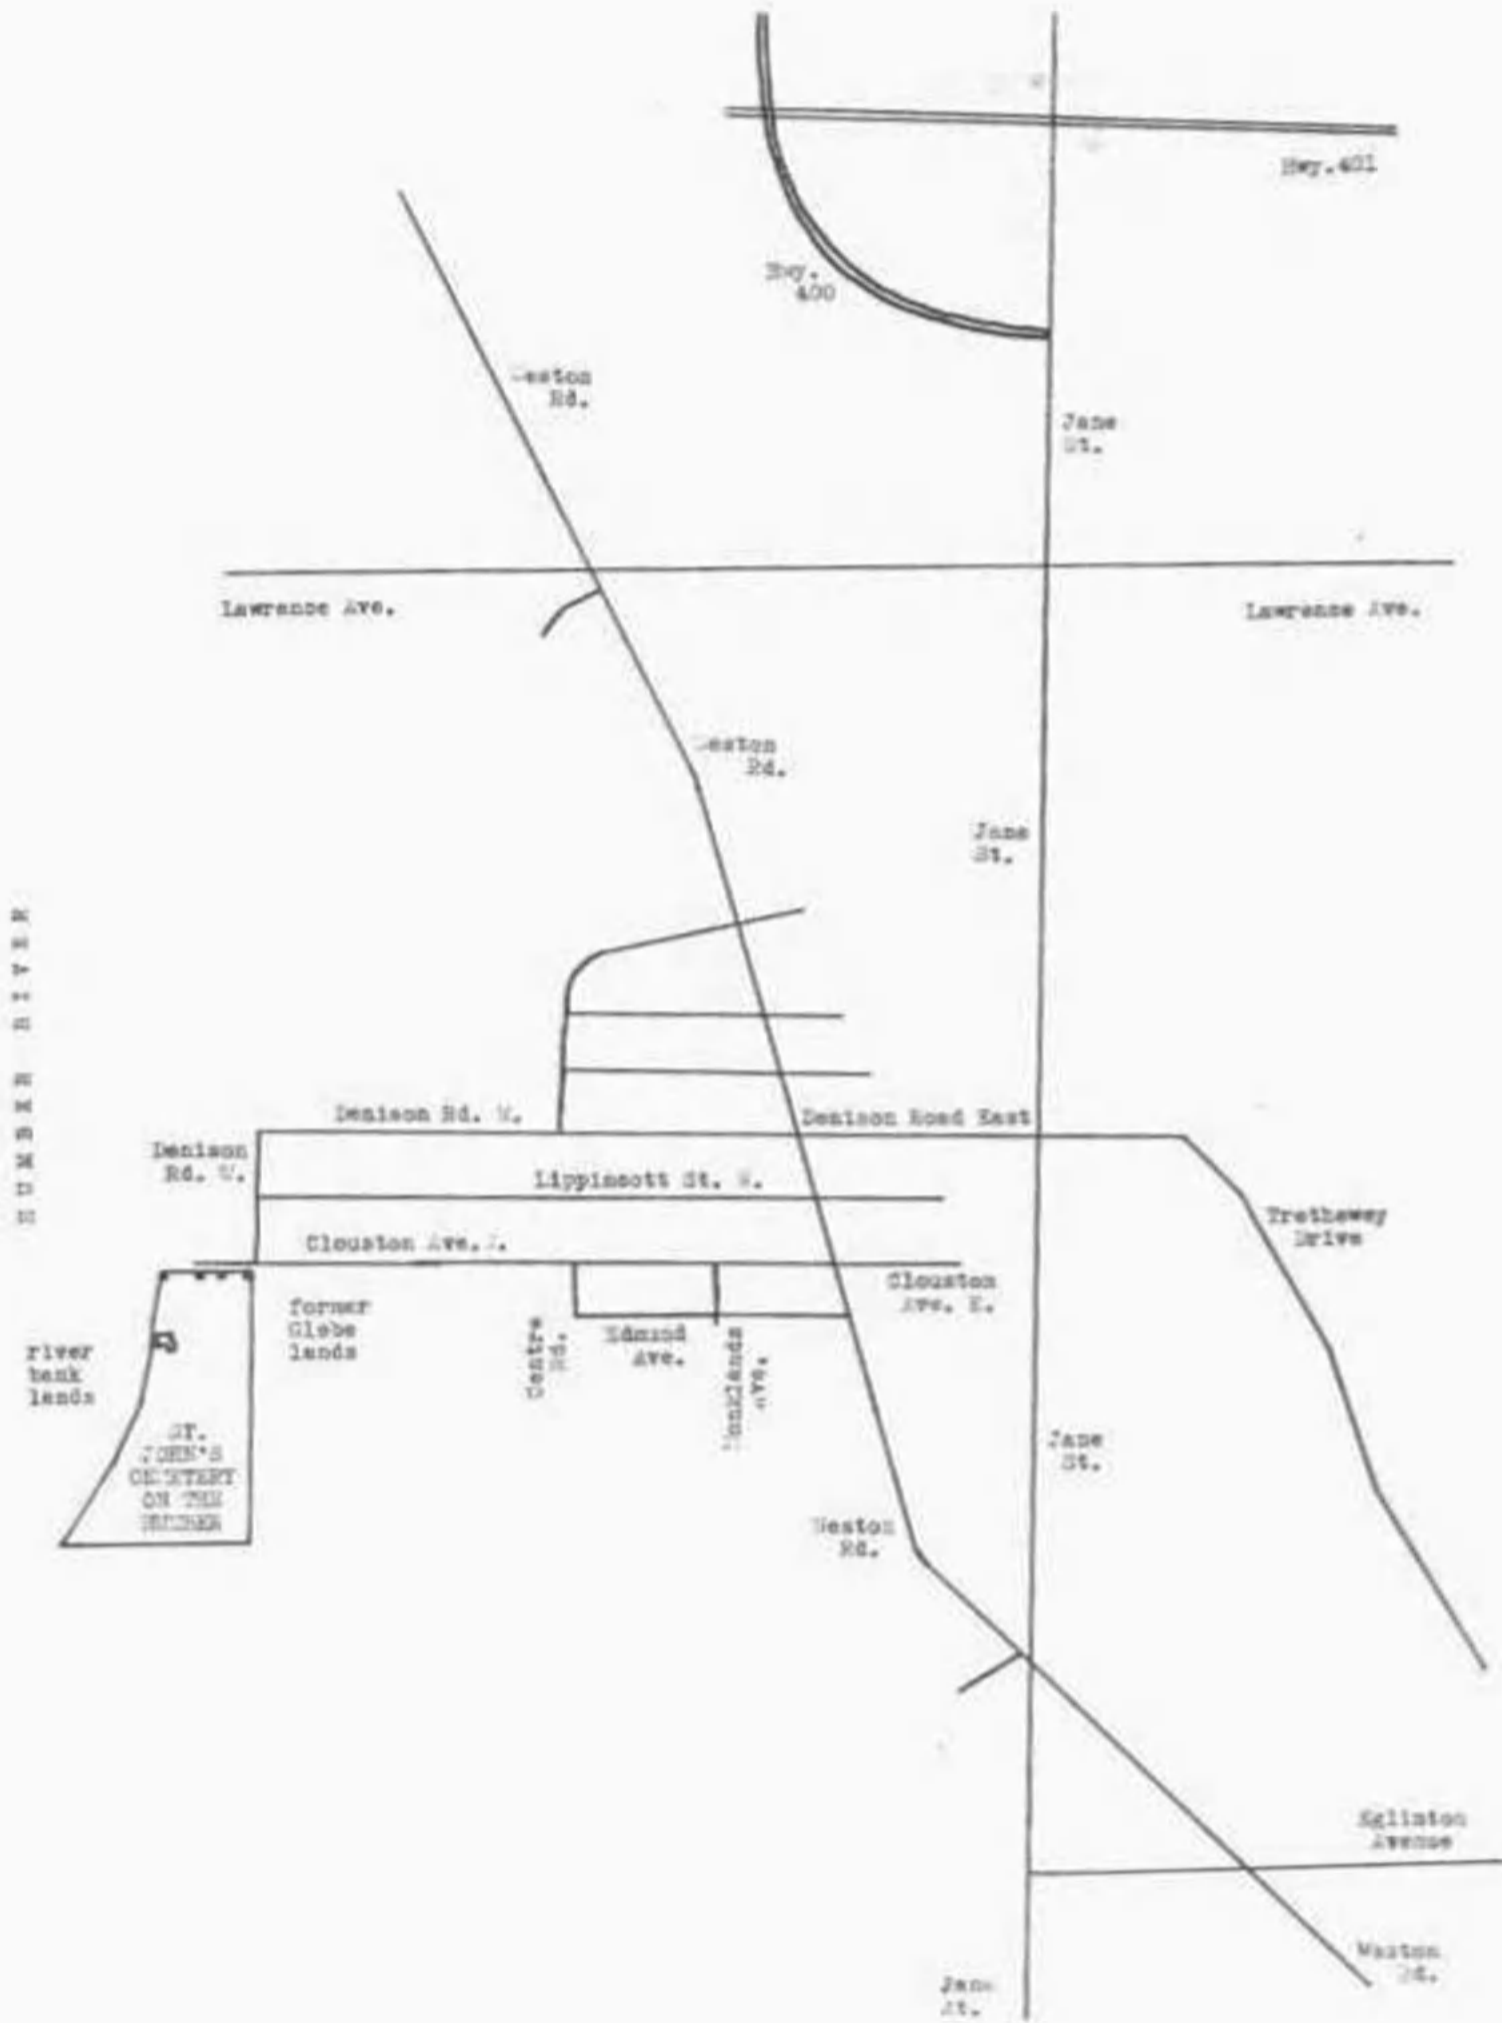 Hwy.401
Hwy.
400
Weston
Rd.
Jane
St.
Lawrence Ave.
Lawrence Ave.
Weston
Rd.
Jane
St.
HUMBER RIVER
Denison Rd. W.
Denison Road East
Denison
Rd. W.
Lippincott St. W.
Tretheway
Drive
Clouston Ave.
Clouston
Ave. E.
former
Glebe
lands
river
bank
lands
Centre
Rd.
Edmund
Ave.
Monklands
Ave.
ST.
JOHN'S
CEMETERY
ON THE
HUMBER
Jane
St.
Weston
Rd.
Eglinton
Avenue
Weston
Rd.
Jane
St.